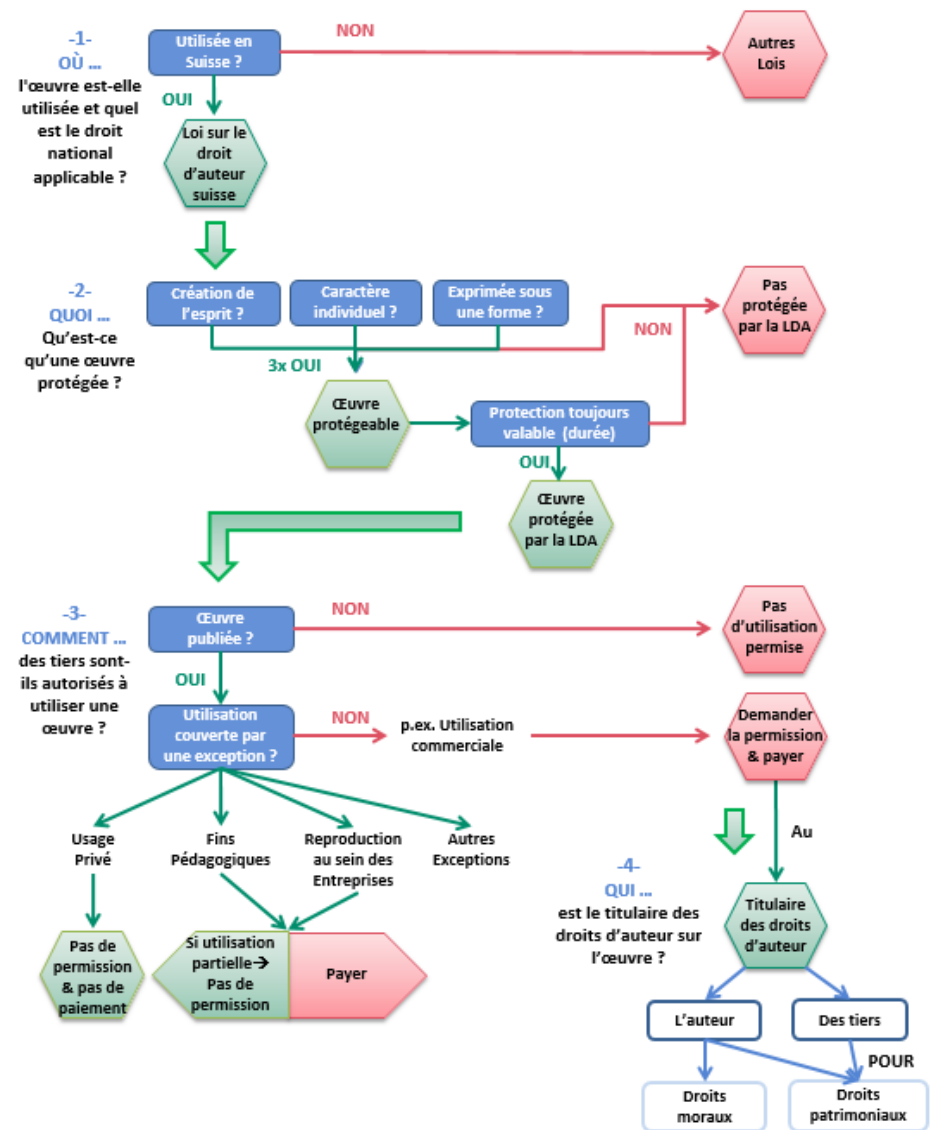 -1-
OÙ ...
l'œuvre est-elle
utilisée et quel
est le droit
national
applicable ?
Utilisée en
Suisse ?
NON
Autres
Lois
OUI
Loi sur le
droit
d'auteur
suisse
-2-
QUOI ...
Qu'est-ce
qu'une œuvre
protégée ?
Création de
l'esprit ?
Caractère
individuel ?
Exprimée sous
une forme ?
NON
Pas
protégée
par la LDA
3x OUI
Œuvre
protégeable
Protection toujours
valable (durée)
OUI
Œuvre
protégée
par la LDA
-3-
COMMENT ...
des tiers sont-
ils autorisés à
utiliser une
œuvre ?
Œuvre
publiée ?
NON
Pas
d'utilisation
permise
OUI
Utilisation
couverte par
une exception ?
NON
p.ex. Utilisation
commerciale
Demander
la permission
& payer
Usage
Privé
Fins
Pédagogiques
Reproduction
au sein des
Entreprises
Autres
Exceptions
Pas de
permission
& pas de
paiement
Si utilisation
partielle→
Pas de
permission
Payer
Au
-4-
QUI ...
est le titulaire des
droits d'auteur sur
l'œuvre ?
Titulaire
des droits
d'auteur
L'auteur
Des tiers
POUR
Droits
moraux
Droits
patrimoniaux